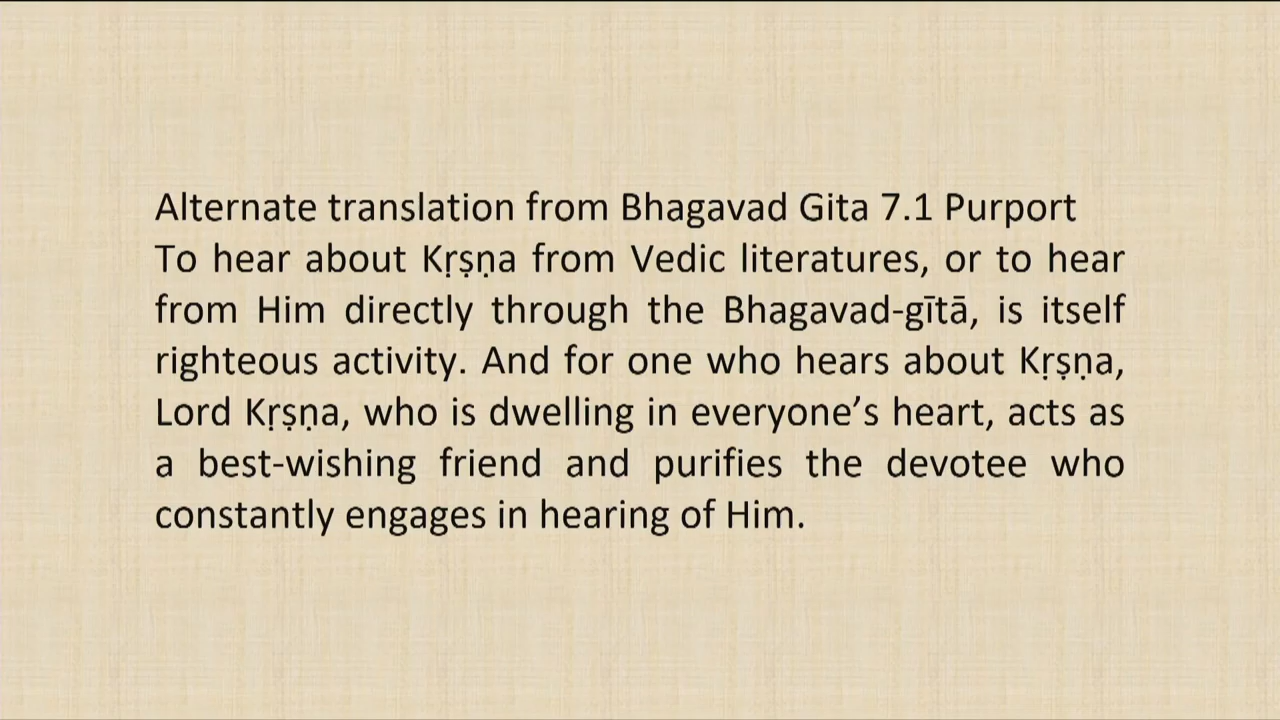 Alternate translation from Bhagavad Gita 7.1 Purport
To hear about Kṛṣṇa from Vedic literatures, or to hear
from Him directly through the Bhagavad-gītā, is itself
righteous activity. And for one who hears about Kṛṣṇa,
Lord Kṛṣṇa, who is dwelling in everyone’s heart, acts as
a best-wishing friend and purifies the devotee who
constantly engages in hearing of Him.